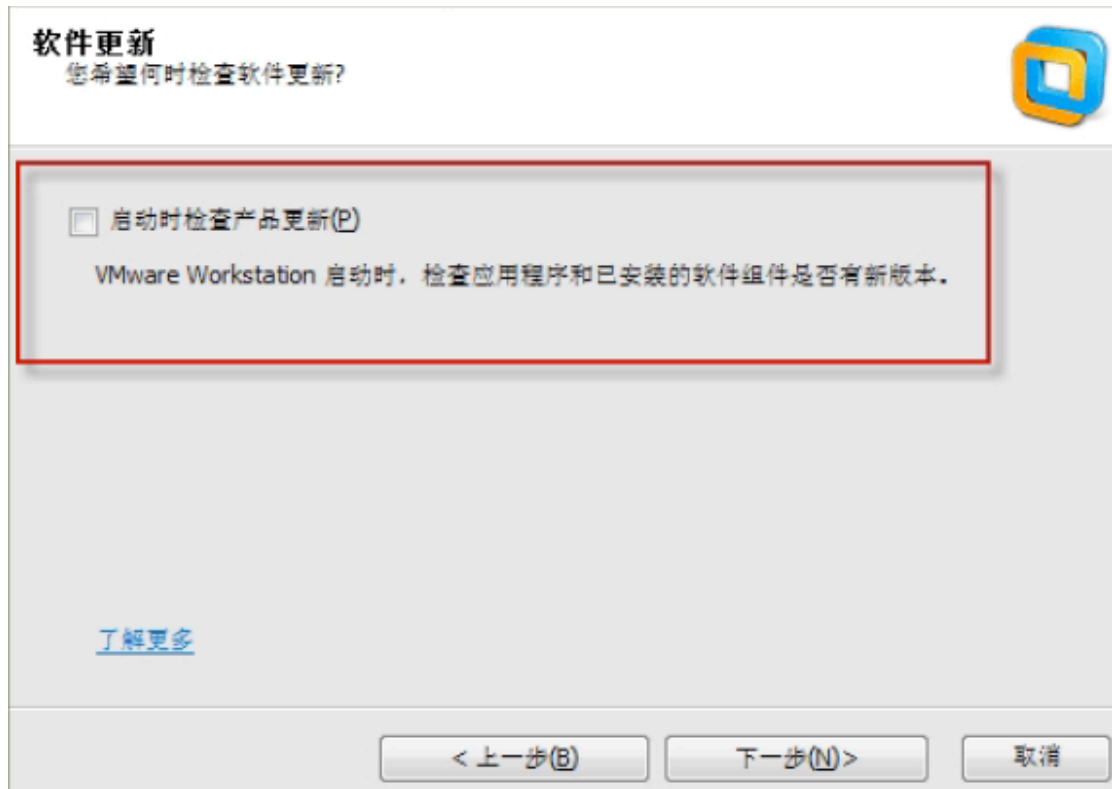 软件更新
您希望何时检查软件更新?
启动时检查产品更新(P)
VMware Workstation 启动时，检查应用程序和已安装的软件组件是否有新版本。
了解更多
< 上一步(B)
下一步(N)>
取消